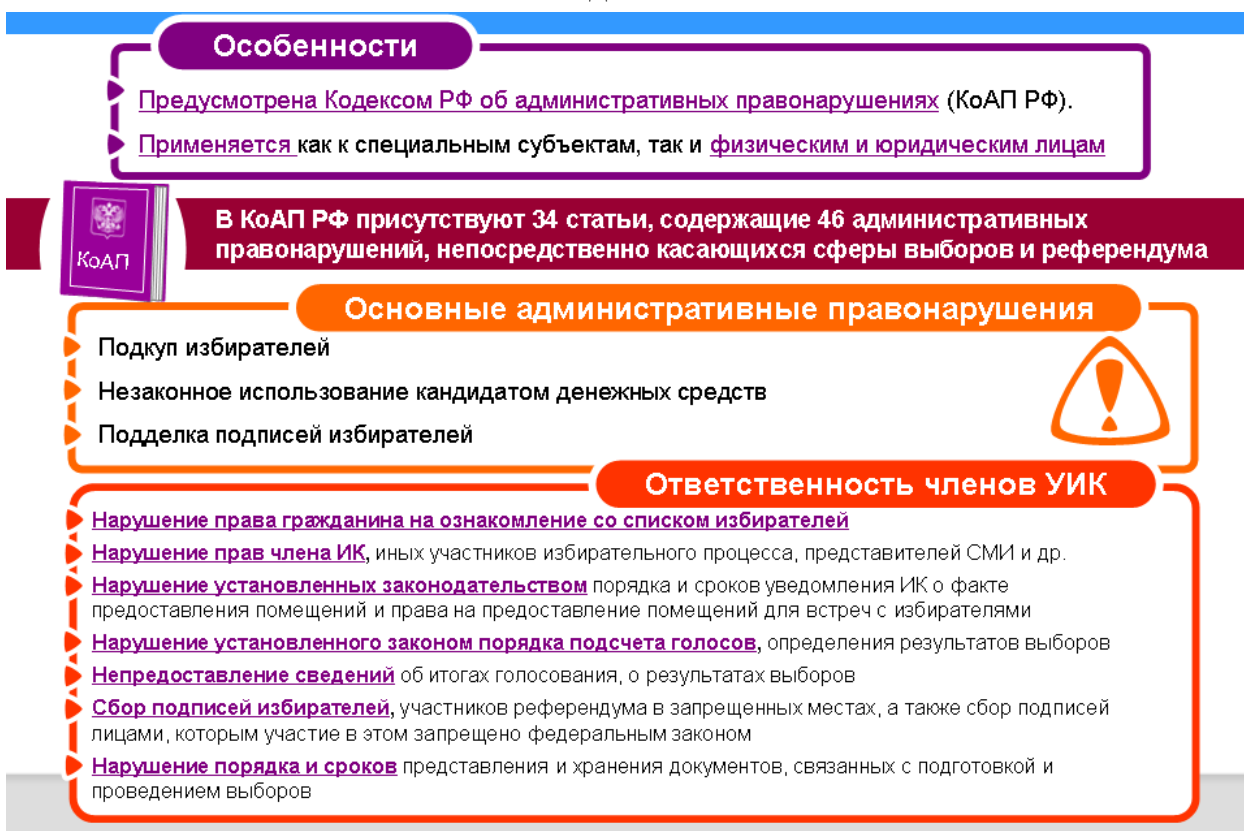 Особенности
Предусмотрена Кодексом РФ об административных правонарушениях (КоАП РФ).
Применяется как к специальным субъектам, так и физическим и юридическим лицам
КоАП
В КоАП РФ присутствуют 34 статьи, содержащие 46 административных
правонарушений, непосредственно касающихся сферы выборов и референдума
Основные административные правонарушения
Подкуп избирателей
Незаконное использование кандидатом денежных средств
Подделка подписей избирателей
Ответственность членов УИК
Нарушение права гражданина на ознакомление со списком избирателей
Нарушение прав члена ИК, иных участников избирательного процесса, представителей СМИ и др.
Нарушение установленных законодательством порядка и сроков уведомления ИК о факте
предоставления помещений и права на предоставление помещений для встреч с избирателями
Нарушение установленного законом порядка подсчета голосов, определения результатов выборов
Непредоставление сведений об итогах голосования, о результатах выборов
Сбор подписей избирателей, участников референдума в запрещенных местах, а также сбор подписей
лицами, которым участие в этом запрещено федеральным законом
Нарушение порядка и сроков представления и хранения документов, связанных с подготовкой и
проведением выборов